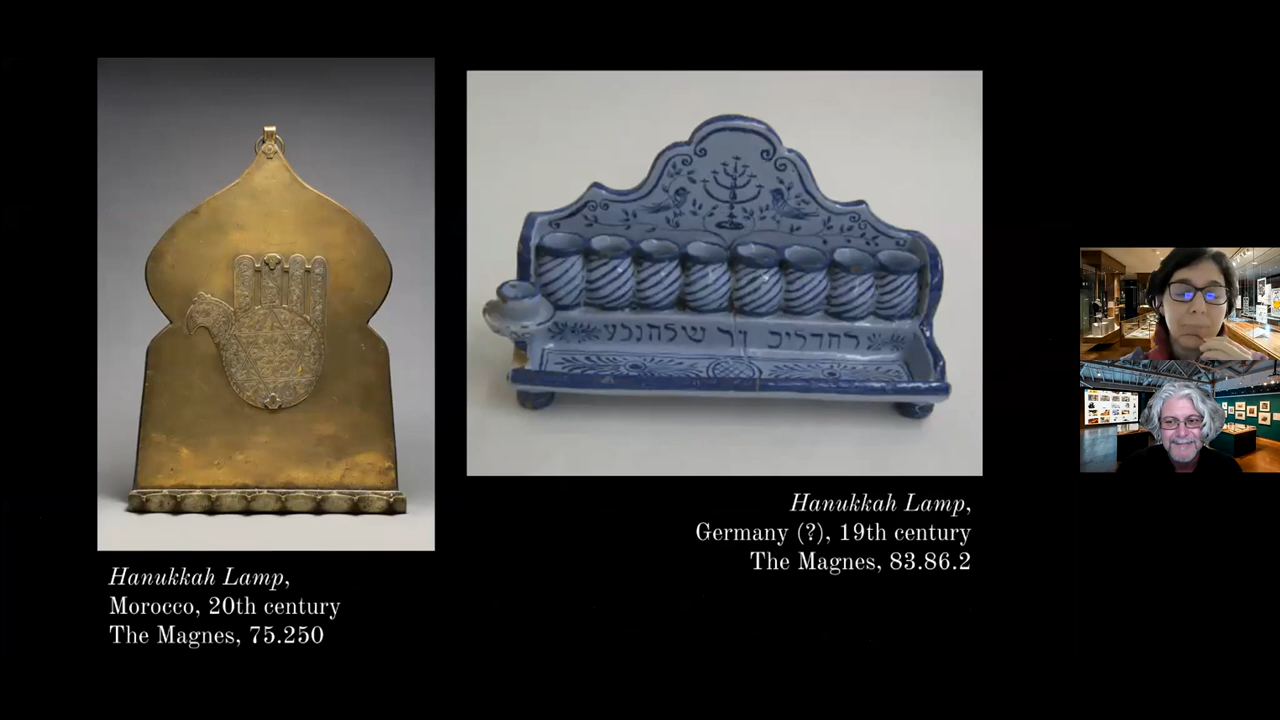 Hanukkah Lamp,
Morocco, 20th century
The Magnes, 75.250
Hanukkah Lamp,
Germany (?), 19th century
The Magnes, 83.86.2